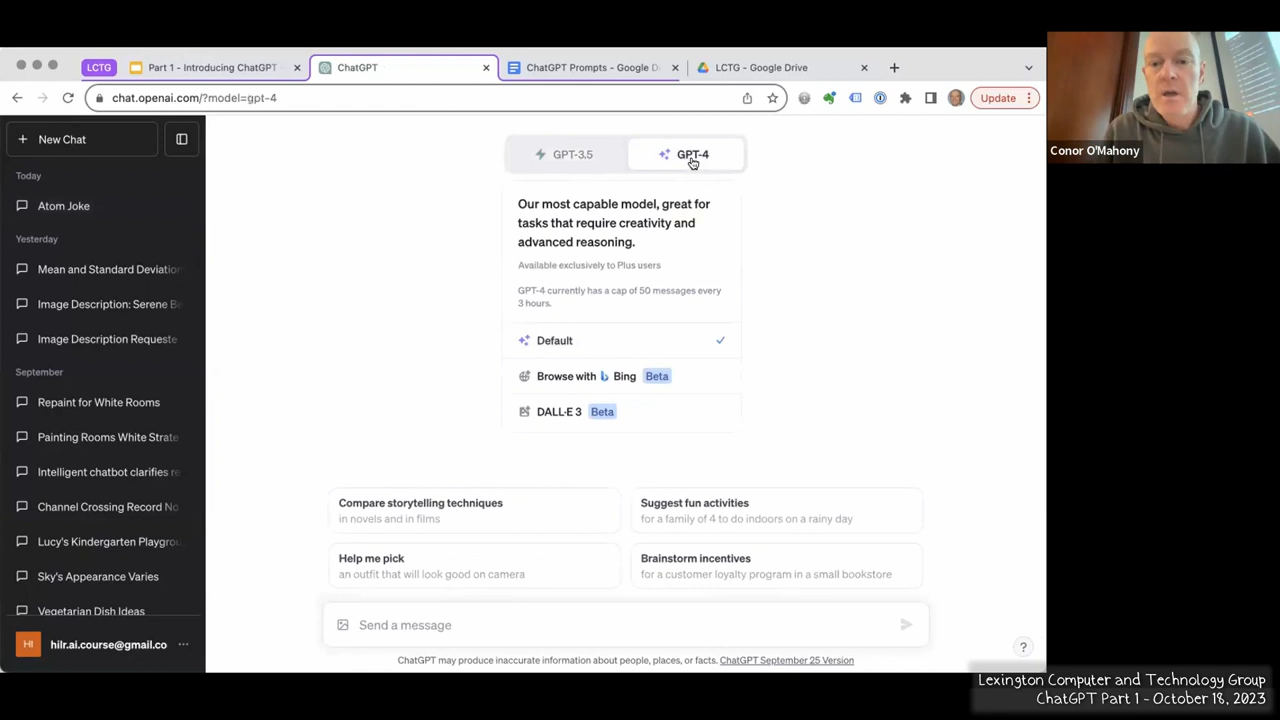 LCTG
Part 1 - Introducing ChatGPT
ChatGPT
ChatGPT Prompts - Google D
LCTG - Google Drive
chat.openai.com/?model=gpt-4
Update
Conor O'Mahony
New Chat
Today
Atom Joke
Yesterday
Mean and Standard Deviation
Image Description: Serene Be
Image Description Requeste
September
Repaint for White Rooms
Painting Rooms White Strate
Intelligent chatbot clarifies re
Channel Crossing Record No
Lucy's Kindergarten Playgrou
Sky's Appearance Varies
Vegetarian Dish Ideas
HI
hilr.ai.course@gmail.co
GPT-3.5
GPT-4
Our most capable model, great for
tasks that require creativity and
advanced reasoning.
Available exclusively to Plus users
GPT-4 currently has a cap of 50 messages every
3 hours.
Default
Browse with Bing Beta
DALL·E 3 Beta
Compare storytelling techniques
in novels and in films
Suggest fun activities
for a family of 4 to do indoors on a rainy day
Help me pick
an outfit that will look good on camera
Brainstorm incentives
for a customer loyalty program in a small bookstore
Send a message
ChatGPT may produce inaccurate information about people, places, or facts. ChatGPT September 25 Version
?
Lexington Computer and Technology Group
ChatGPT Part 1 - October 18, 2023